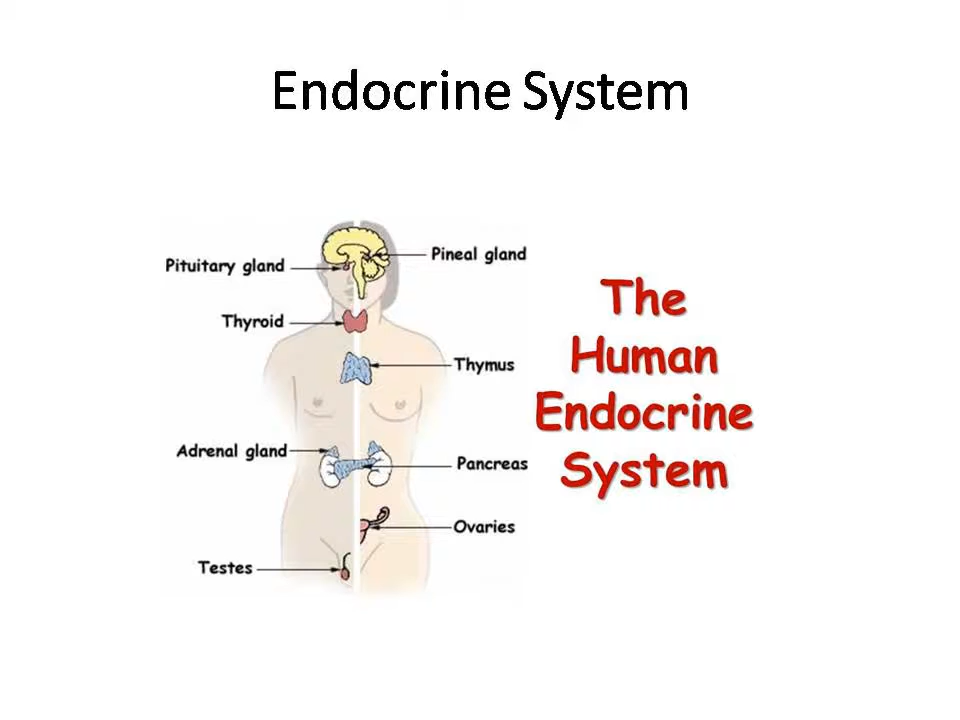 Endocrine System
Pituitary gland
Pineal gland
Thyroid
Thymus
Adrenal gland
Pancreas
Ovaries
Testes
The
Human
Endocrine
System